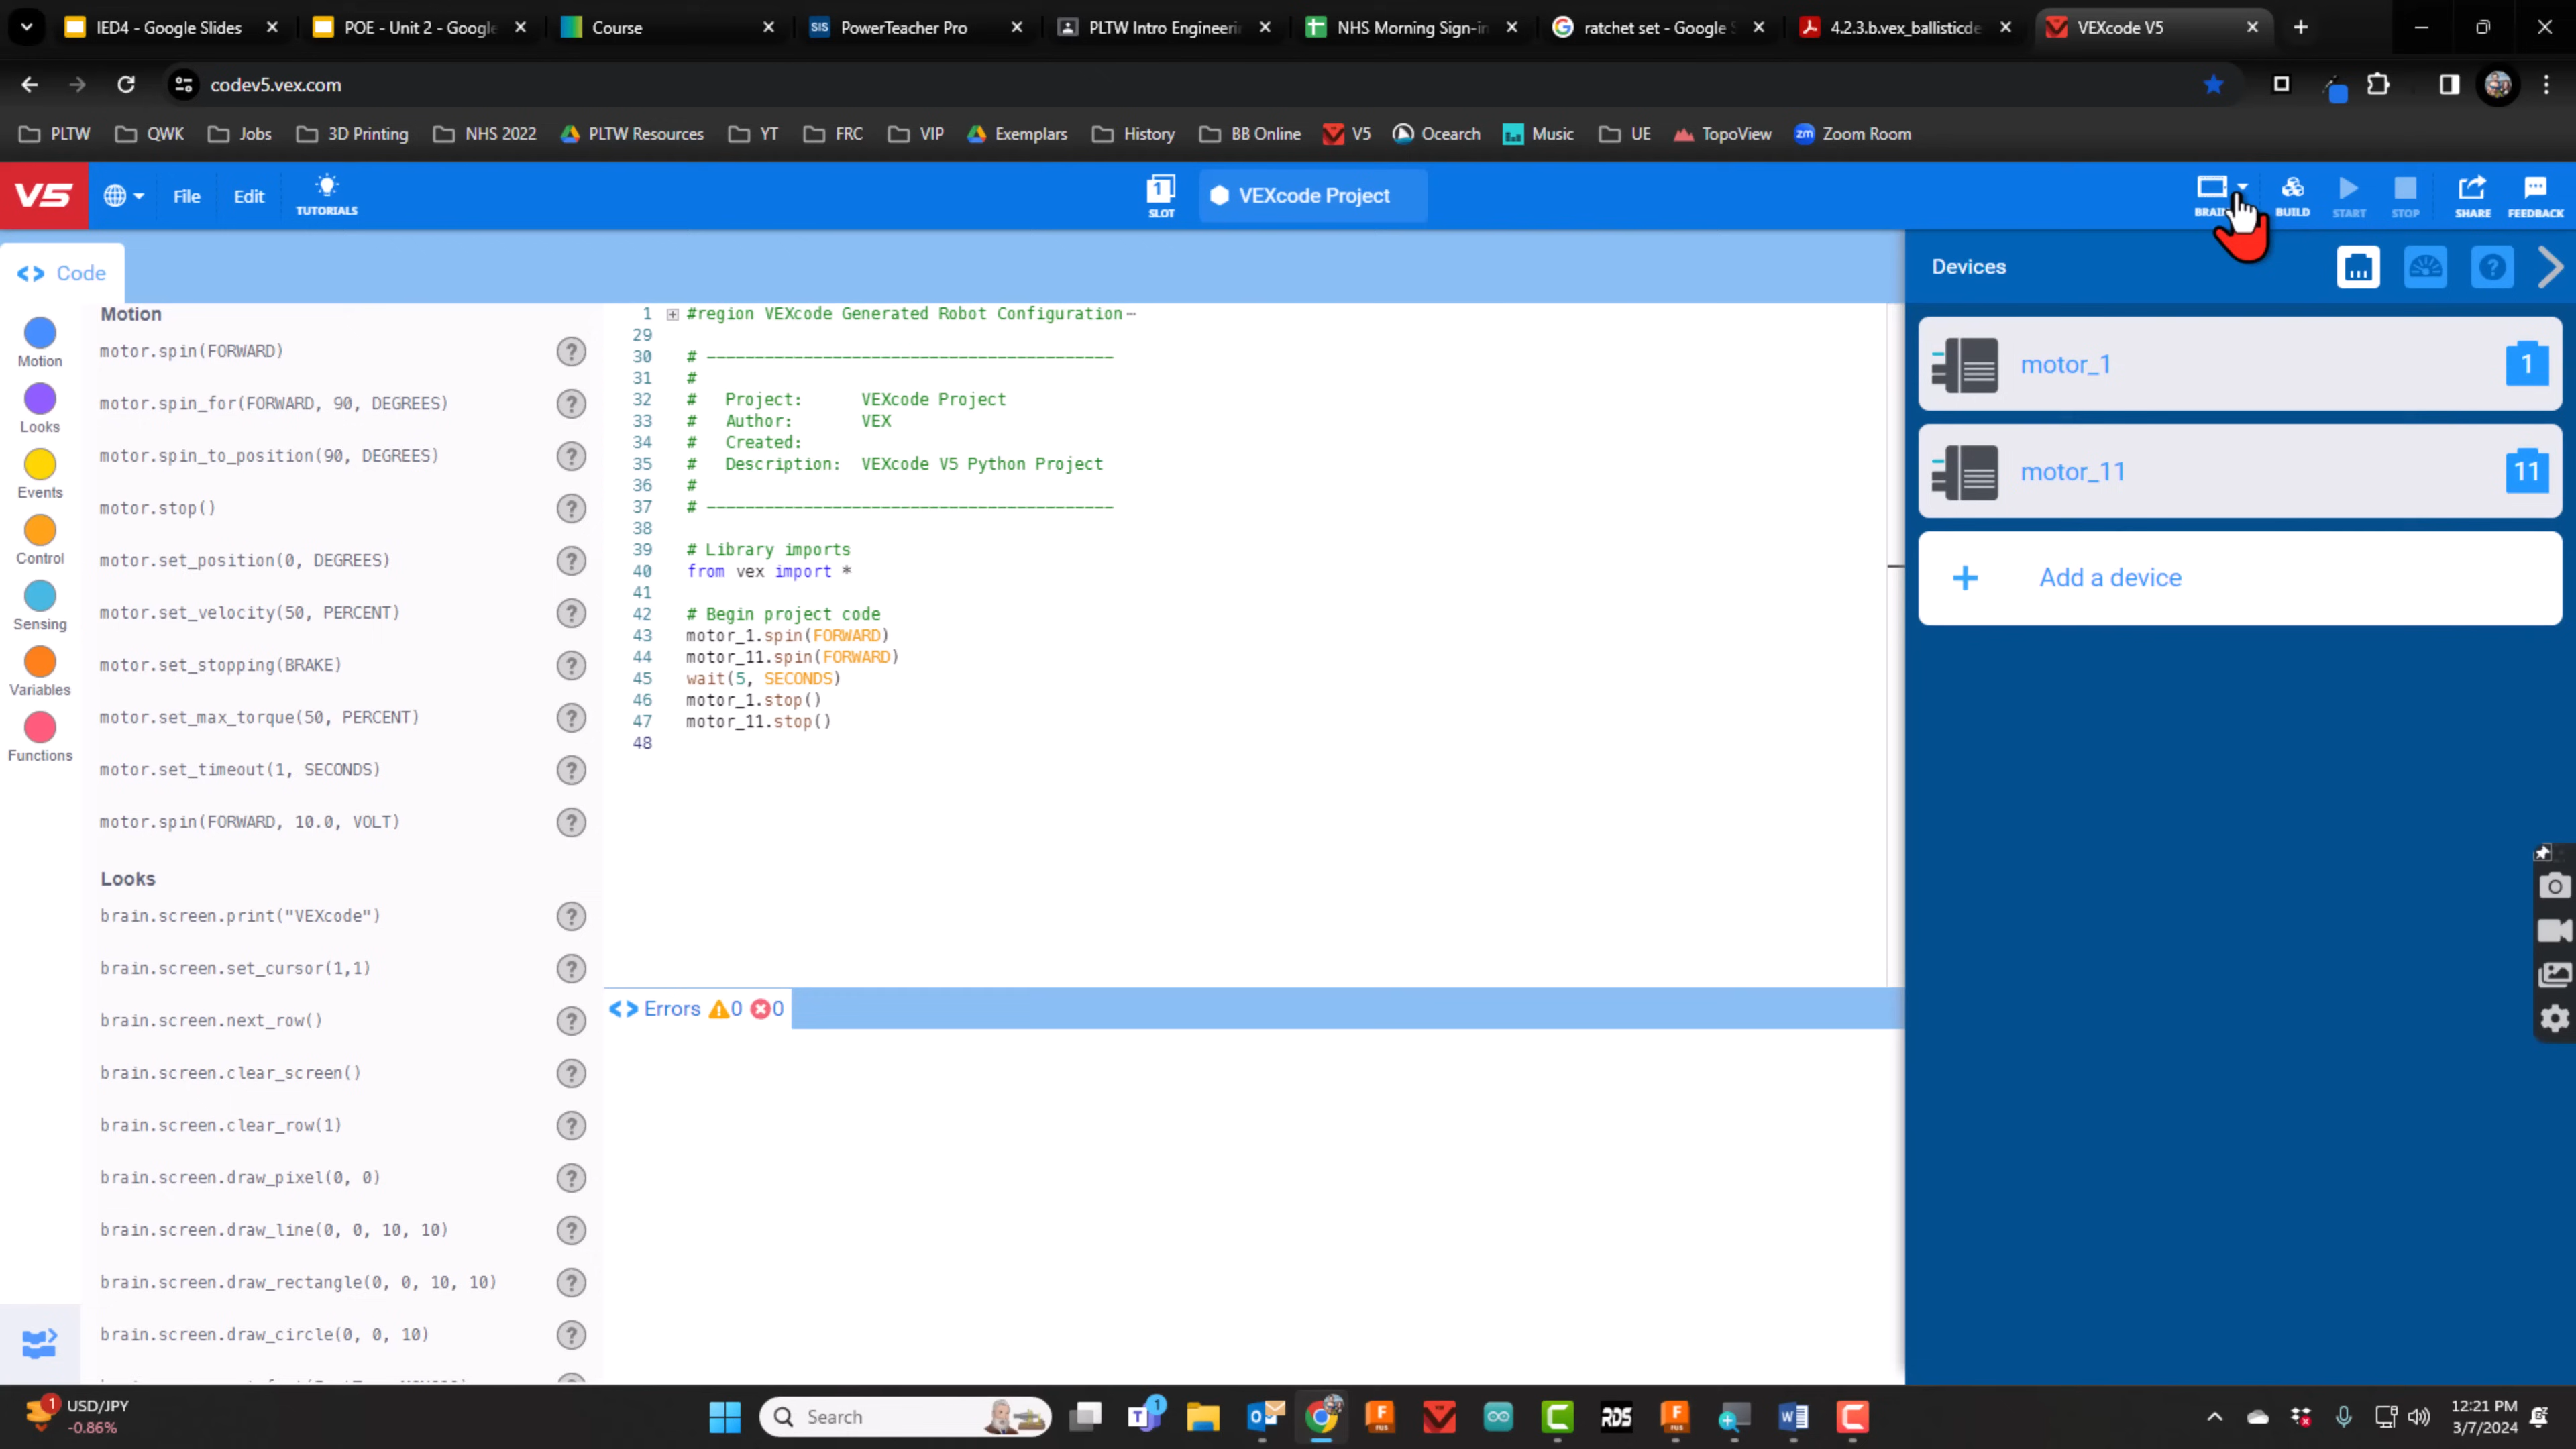 IED4 - Google Slides
POE - Unit 2 - Google
Course
SIS PowerTeacher Pro
PLTW Intro Engineerin
NHS Morning Sign-in
ratchet set - Google S
4.2.3.b.vex_ballisticde
VEXcode V5
codev5.vex.com
PLTW
QWK
Jobs
3D Printing
NHS 2022
PLTW Resources
YT
FRC
VIP
Exemplars
History
BB Online
V5
Ocearch
Music
UE
TopoView
zm Zoom Room
V5
File
Edit
TUTORIALS
1
SLOT
VEXcode Project
BRAIN
BUILD
START
STOP
SHARE
FEEDBACK
Code
Devices
Motion
Looks
Events
Control
Sensing
Variables
Functions
Motion
motor.spin(FORWARD)
motor.spin_for(FORWARD, 90, DEGREES)
motor.spin_to_position(90, DEGREES)
motor.stop()
motor.set_position(0, DEGREES)
motor.set_velocity(50, PERCENT)
motor.set_stopping(BRAKE)
motor.set_max_torque(50, PERCENT)
motor.set_timeout(1, SECONDS)
motor.spin(FORWARD, 10.0, VOLT)
Looks
brain.screen.print("VEXcode")
brain.screen.set_cursor(1,1)
brain.screen.next_row()
brain.screen.clear_screen()
brain.screen.clear_row(1)
brain.screen.draw_pixel(0, 0)
brain.screen.draw_line(0, 0, 10, 10)
brain.screen.draw_rectangle(0, 0, 10, 10)
brain.screen.draw_circle(0, 0, 10)
1 #region VEXcode Generated Robot Configuration
29
30 # ------------------------------------------
31 #
32 # Project: VEXcode Project
33 # Author: VEX
34 # Created:
35 # Description: VEXcode V5 Python Project
36 #
37 # ------------------------------------------
38
39 # Library imports
40 from vex import *
41
42 # Begin project code
43 motor_1.spin(FORWARD)
44 motor_11.spin(FORWARD)
45 wait(5, SECONDS)
46 motor_1.stop()
47 motor_11.stop()
48
Errors 0 0
motor_1 1
motor_11 11
+ Add a device
1
USD/JPY
-0.86%
Search
1
RDS
12:21 PM
3/7/2024